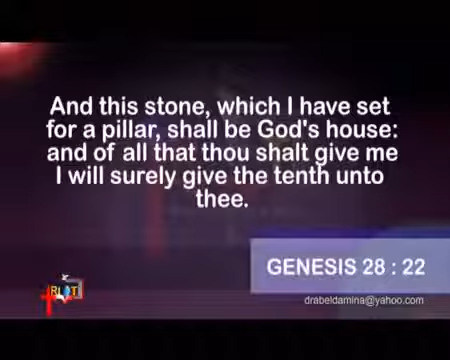 And this stone, which I have set
for a pillar, shall be God's house:
and of all that thou shalt give me
I will surely give the tenth unto
thee.
GENESIS 28 : 22
drabeldamina@yahoo.com